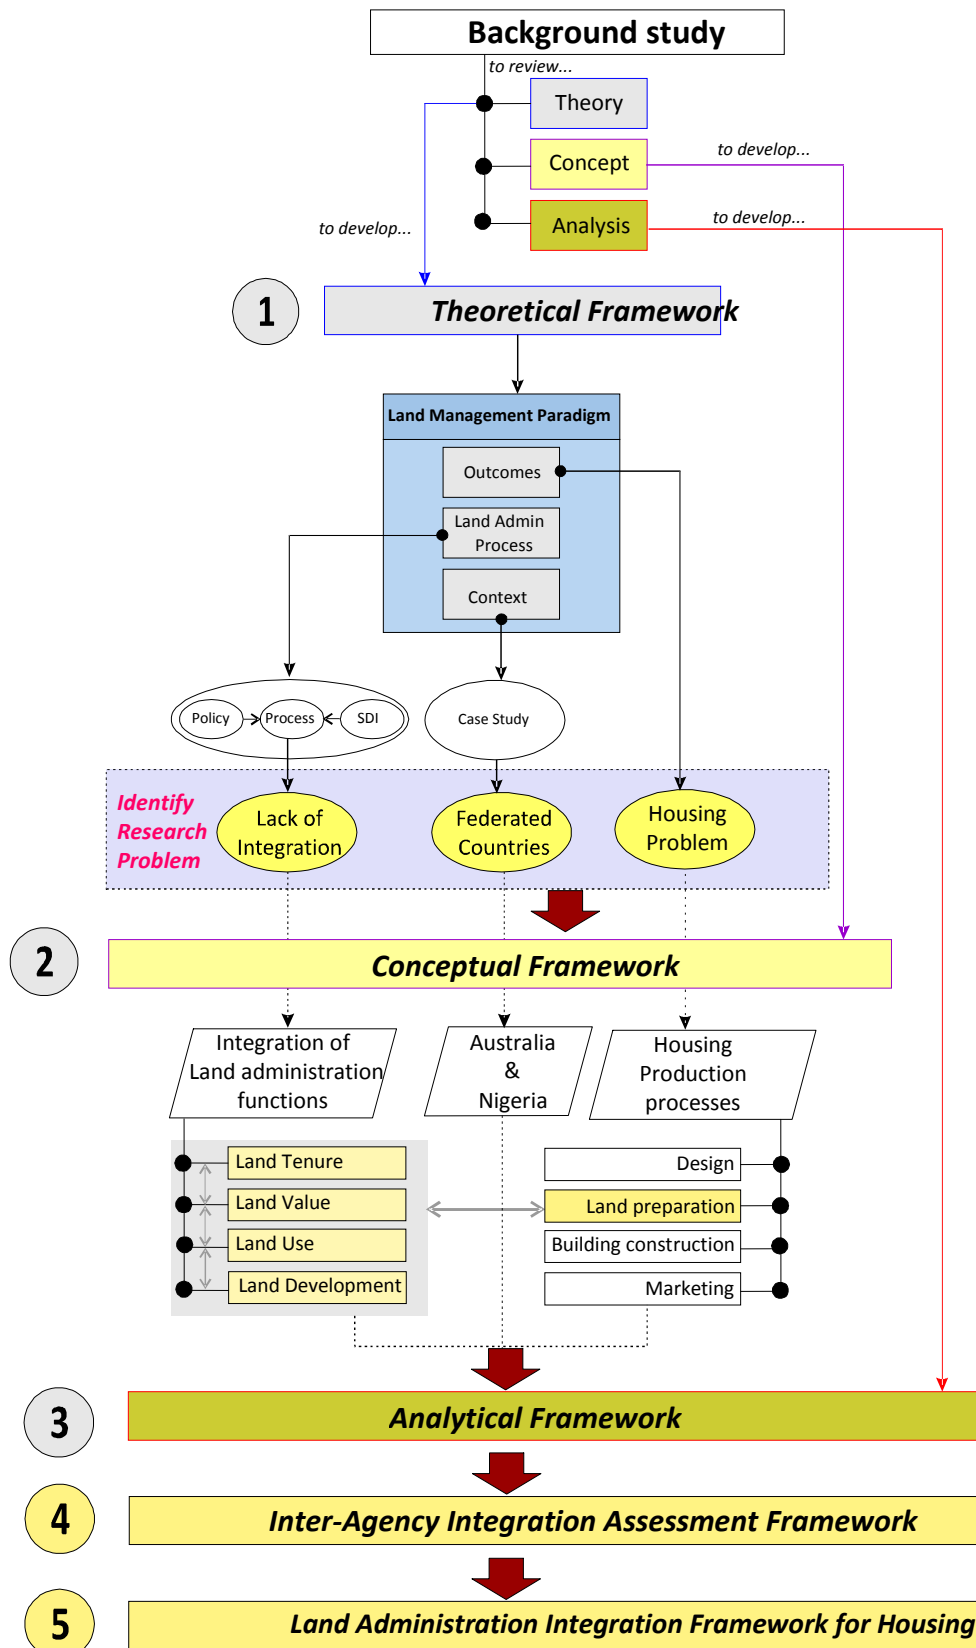 Background study
to review...
Theory
Concept
to develop...
Analysis
to develop...
to develop...
1
Theoretical Framework
Land Management Paradigm
Outcomes
Land Admin
Process
Context
Policy
Process
SDI
Case Study
Identify
Research
Problem
Lack of
Integration
Federated
Countries
Housing
Problem
2
Conceptual Framework
Integration of
Land administration
functions
Australia
&
Nigeria
Housing
Production
processes
Land Tenure
Land Value
Land Use
Land Development
Design
Land preparation
Building construction
Marketing
3
Analytical Framework
4
Inter-Agency Integration Assessment Framework
5
Land Administration Integration Framework for Housing